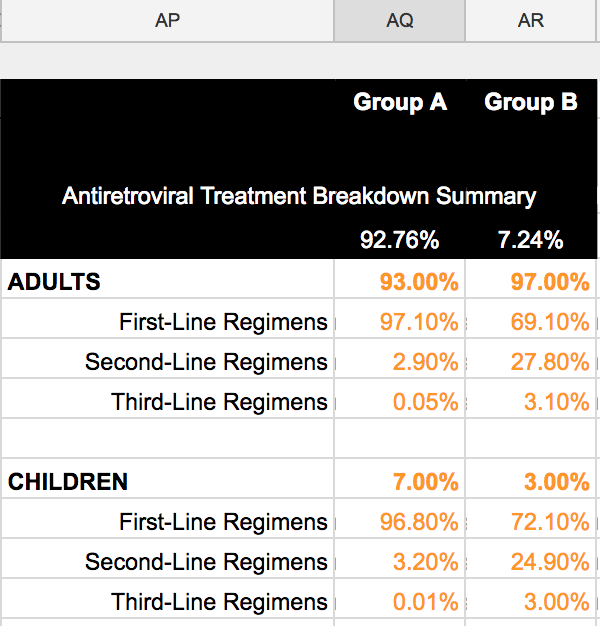 AP AQ AR
Group A Group B
Antiretroviral Treatment Breakdown Summary
92.76% 7.24%
ADULTS 93.00% 97.00%
First-Line Regimens 97.10% 69.10%
Second-Line Regimens 2.90% 27.80%
Third-Line Regimens 0.05% 3.10%
CHILDREN 7.00% 3.00%
First-Line Regimens 96.80% 72.10%
Second-Line Regimens 3.20% 24.90%
Third-Line Regimens 0.01% 3.00%